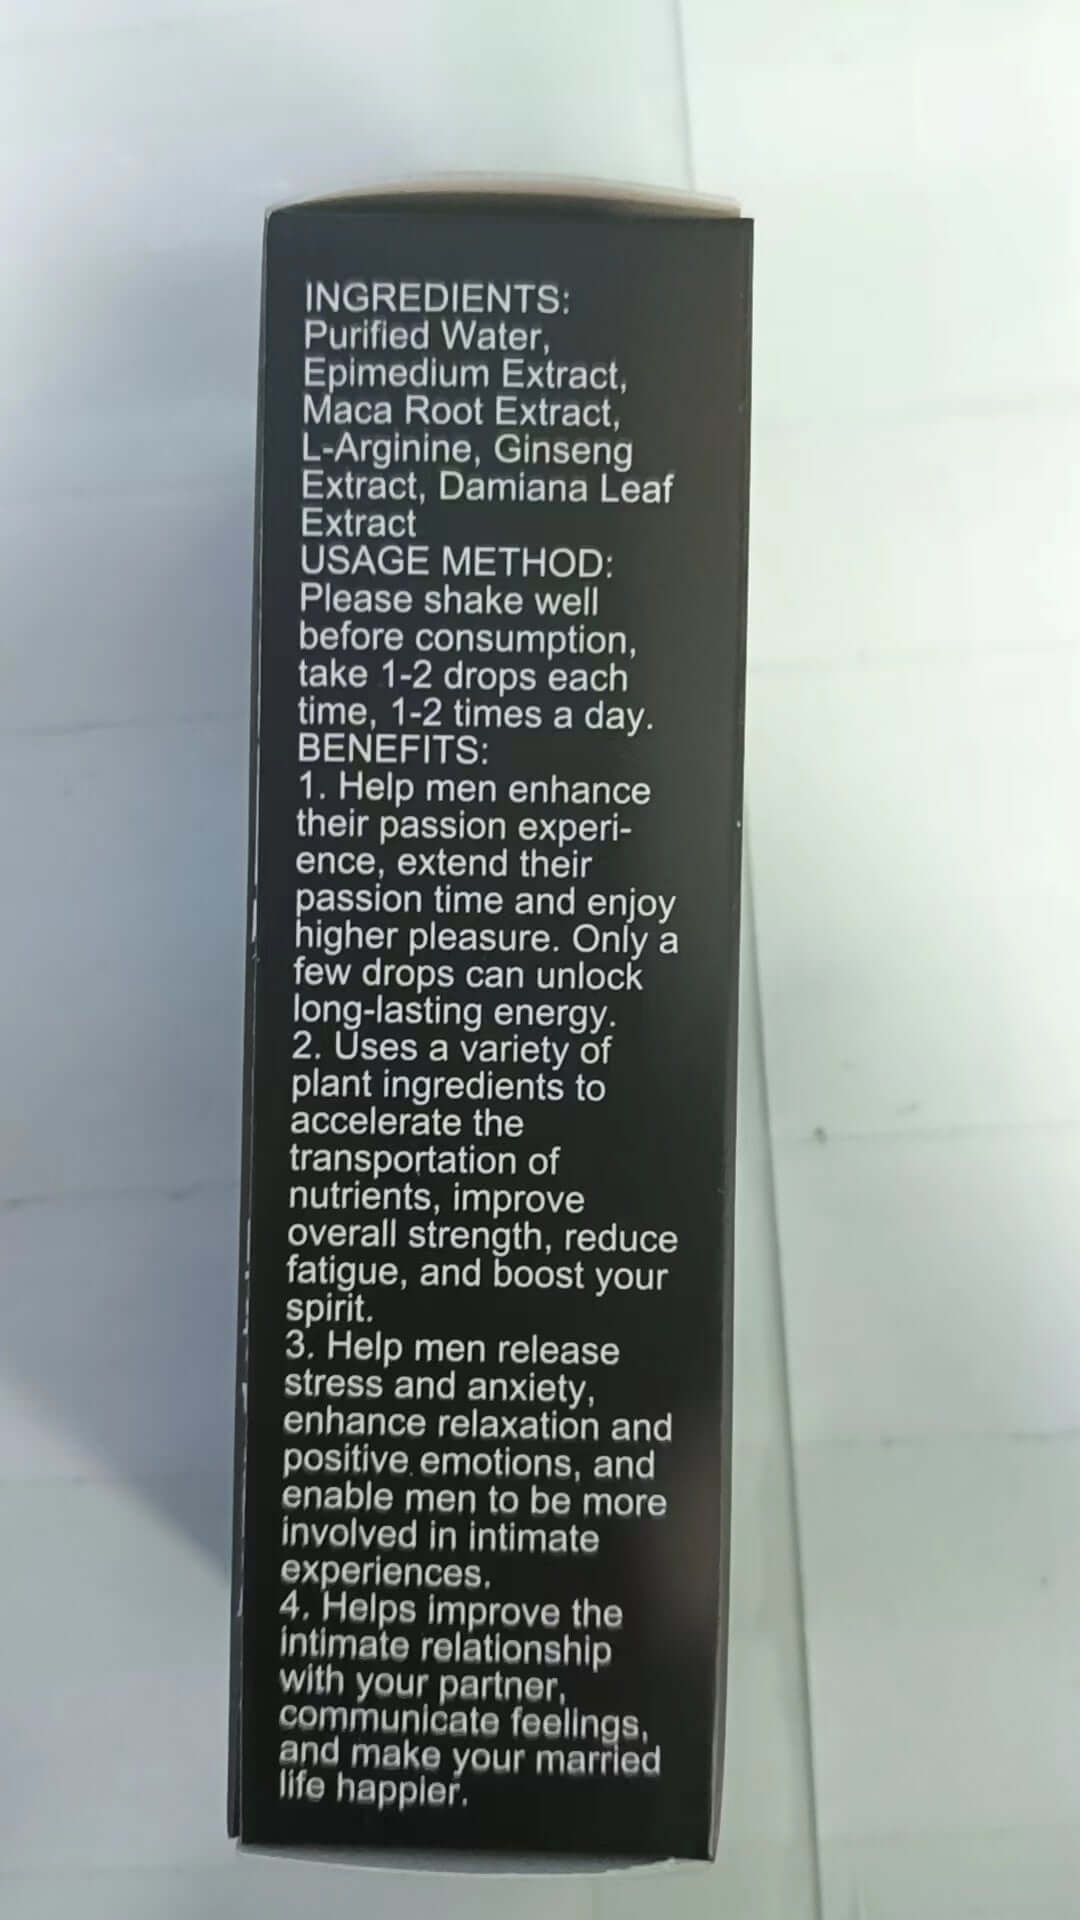 INGREDIENTS:
Purified Water,
Epimedium Extract,
Maca Root Extract,
L-Arginine, Ginseng
Extract, Damiana Leaf
Extract
USAGE METHOD:
Please shake well
before consumption,
take 1-2 drops each
time, 1-2 times a day.
BENEFITS:
1. Help men enhance
their passion experi-
ence, extend their
passion time and enjoy
higher pleasure. Only a
few drops can unlock
long-lasting energy.
2. Uses a variety of
plant ingredients to
accelerate the
transportation of
nutrients, improve
overall strength, reduce
fatigue, and boost your
spirit.
3. Help men release
stress and anxiety,
enhance relaxation and
positive emotions, and
enable men to be more
involved in intimate
experiences.
4. Helps improve the
intimate relationship
with your partner,
communicate feelings,
and make your married
life happier.